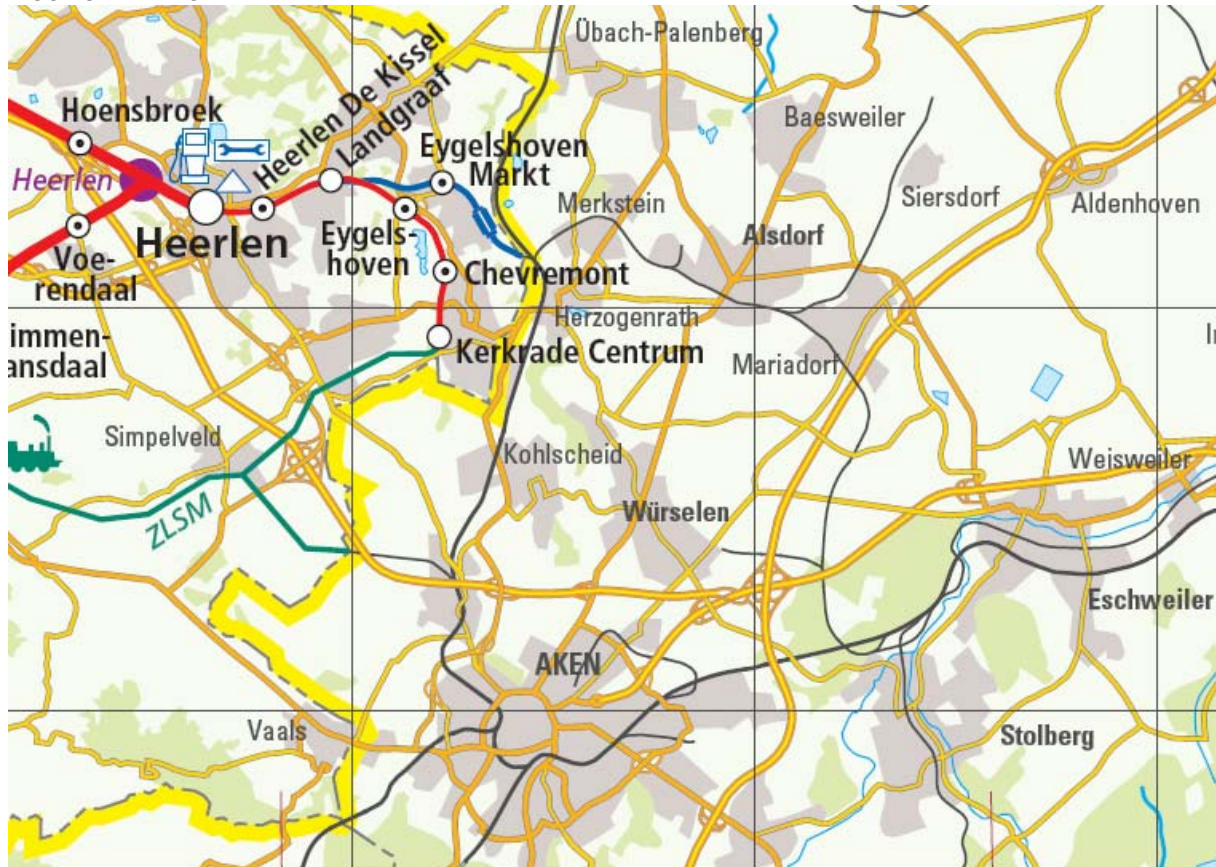 Übach-Palenberg
Hoensbroek
Heerlen De Kissel
Landgraaf
Baesweiler
Heerlen
Eygelshoven
Markt
Merkstein
Siersdorf
Aldenhoven
Heerlen
Voe-
rendaal
Eygels-
hoven
Alsdorf
Chevremont
Herzogenrath
immen-
ansdaal
Kerkrade Centrum
Mariadorf
Simpelveld
Kohlscheid
Weisweiler
ZLSM
Würselen
Eschweiler
AKEN
Vaals
Stolberg